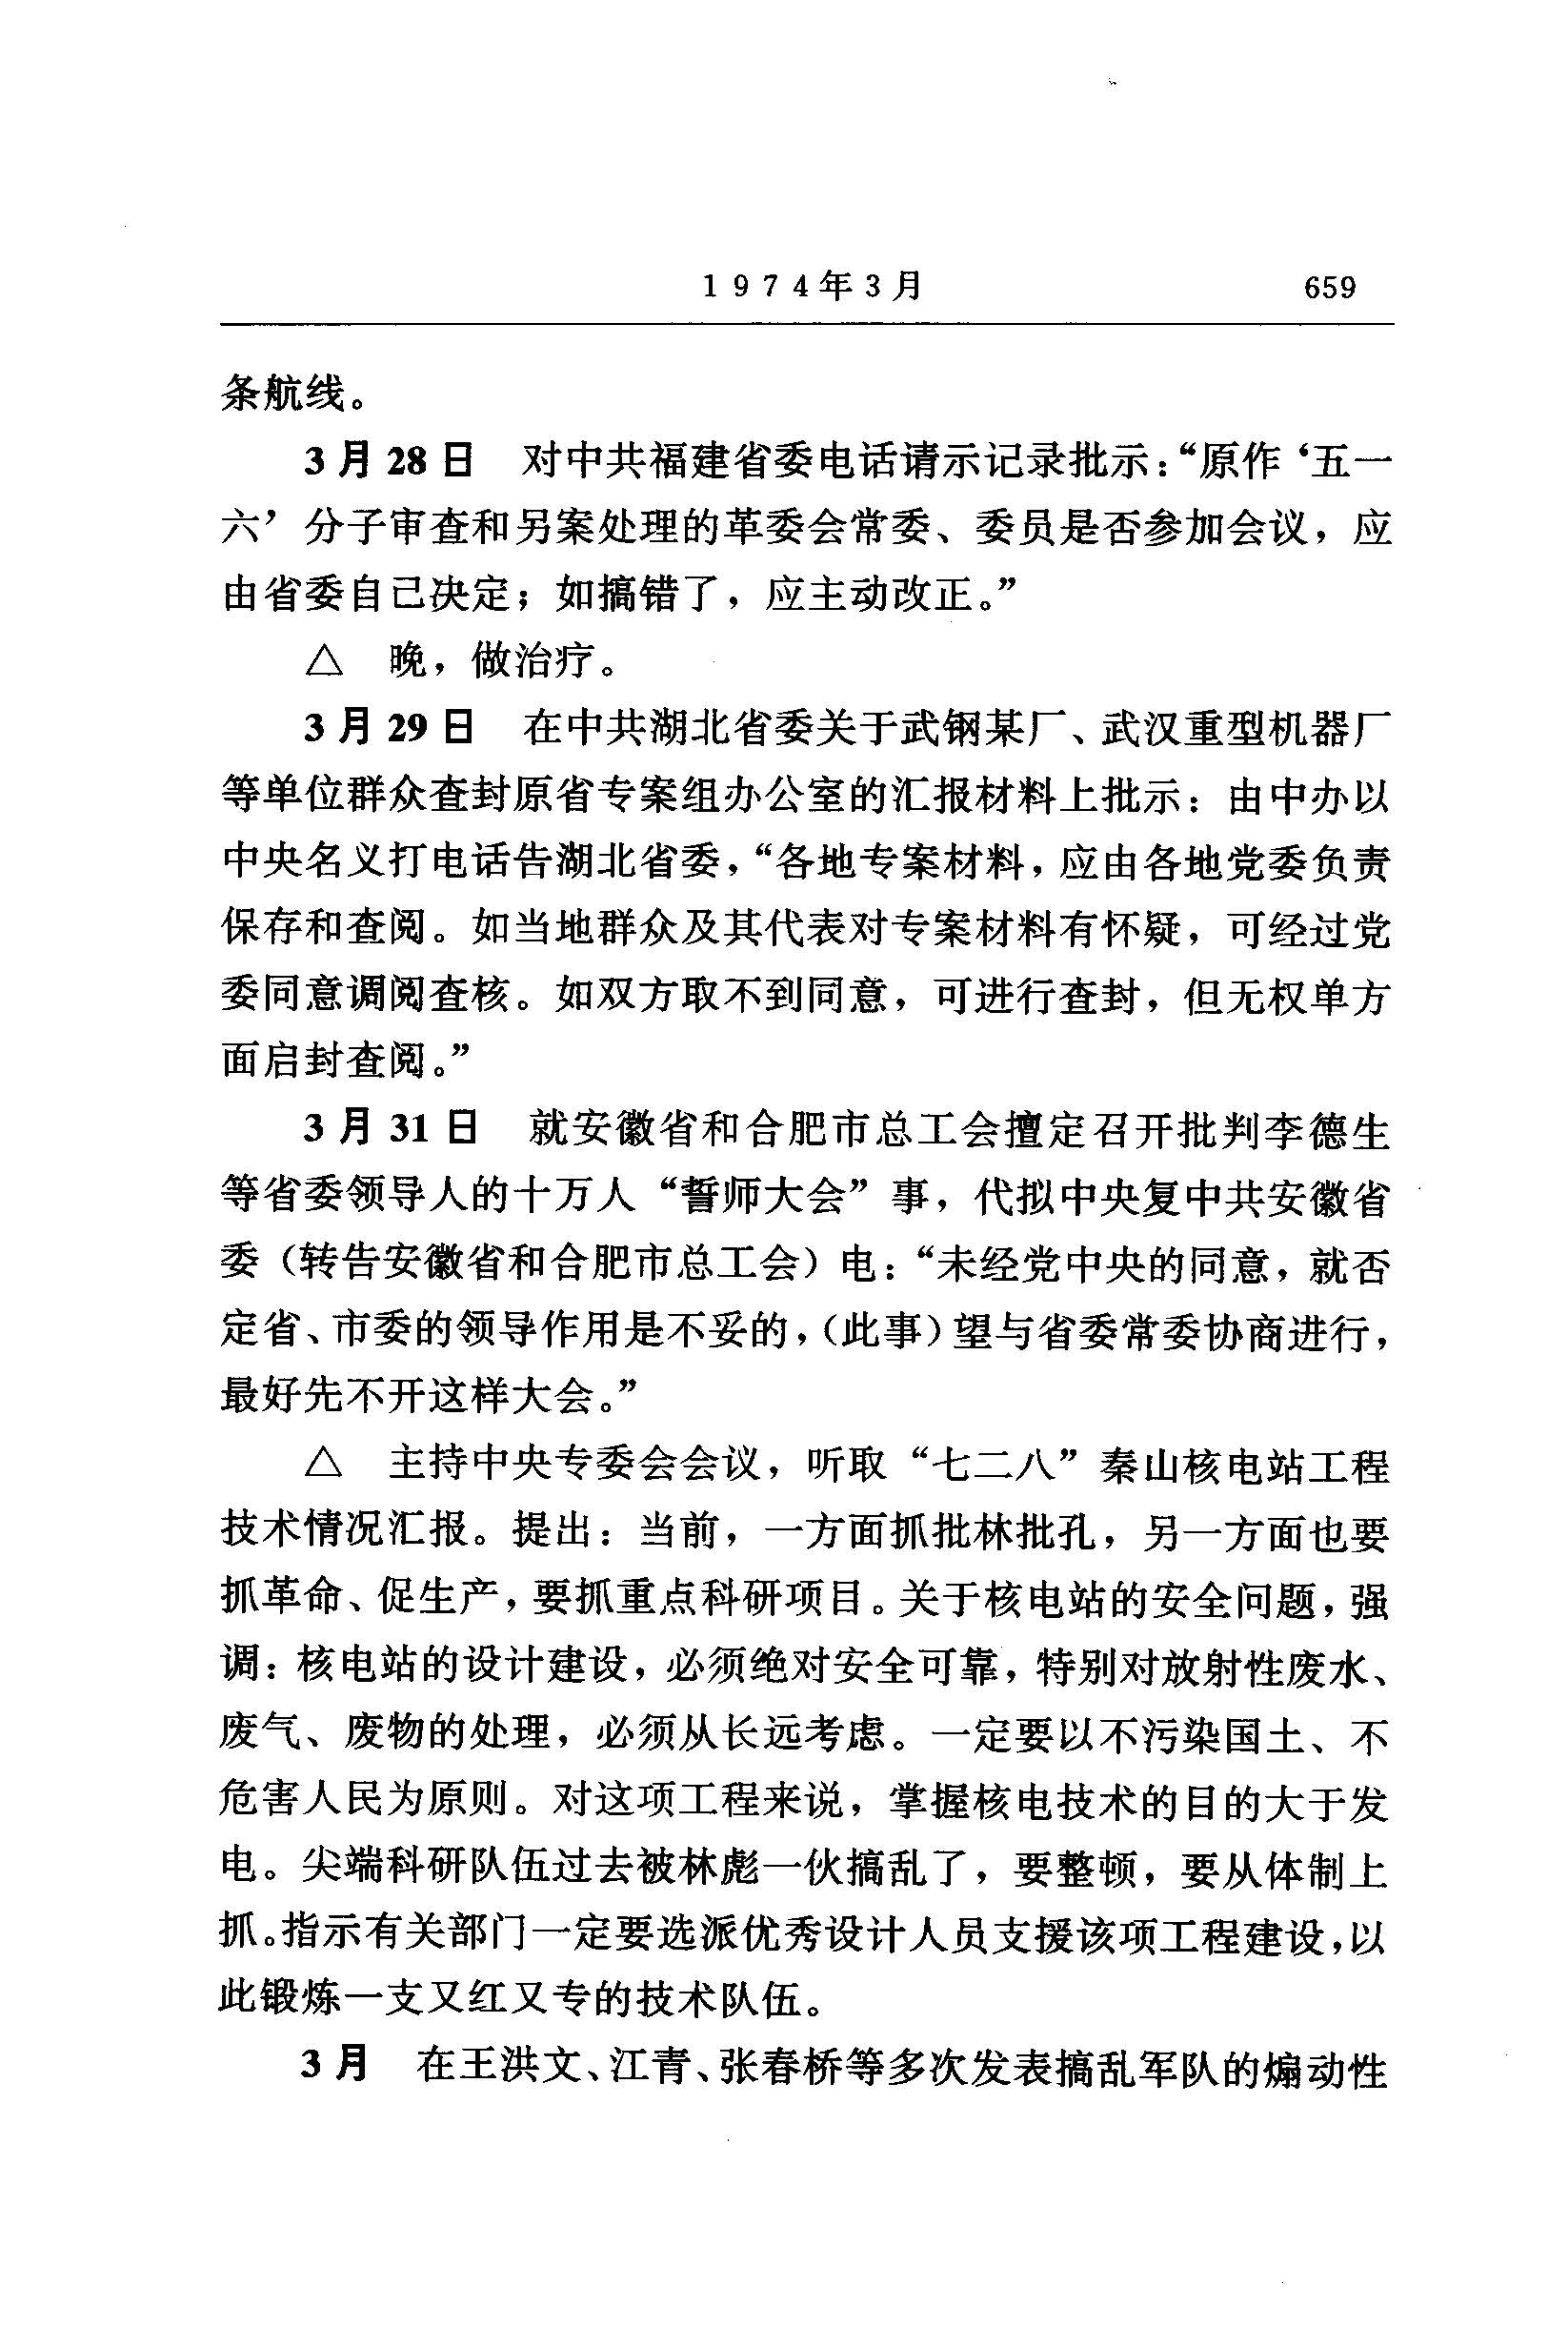 1974年3月 659
条航线。
3月28日 对中共福建省委电话请示记录批示：“原作‘五一
六’分子审查和另案处理的革委会常委、委员是否参加会议，应
由省委自己决定；如搞错了，应主动改正。”
△ 晚，做治疗。
3月29日 在中共湖北省委关于武钢某厂、武汉重型机器厂
等单位群众查封原省专案组办公室的汇报材料上批示：由中办以
中央名义打电话告湖北省委，“各地专案材料，应由各地党委负责
保存和查阅。如当地群众及其代表对专案材料有怀疑，可经过党
委同意调阅查核。如双方取不到同意，可进行查封，但无权单方
面启封查阅。”
3月31日 就安徽省和合肥市总工会擅定召开批判李德生
等省委领导人的十万人“誓师大会”事，代拟中央复中共安徽省
委（转告安徽省和合肥市总工会）电：“未经党中央的同意，就否
定省、市委的领导作用是不妥的，（此事）望与省委常委协商进行，
最好先不开这样大会。”
△ 主持中央专委会会议，听取“七二八”秦山核电站工程
技术情况汇报。提出：当前，一方面抓批林批孔，另一方面也要
抓革命、促生产，要抓重点科研项目。关于核电站的安全问题，强
调：核电站的设计建设，必须绝对安全可靠，特别对放射性废水、
废气、废物的处理，必须从长远考虑。一定要以不污染国土、不
危害人民为原则。对这项工程来说，掌握核电技术的目的大于发
电。尖端科研队伍过去被林彪一伙搞乱了，要整顿，要从体制上
抓。指示有关部门一定要选派优秀设计人员支援该项工程建设，以
此锻炼一支又红又专的技术队伍。
3月 在王洪文、江青、张春桥等多次发表搞乱军队的煽动性